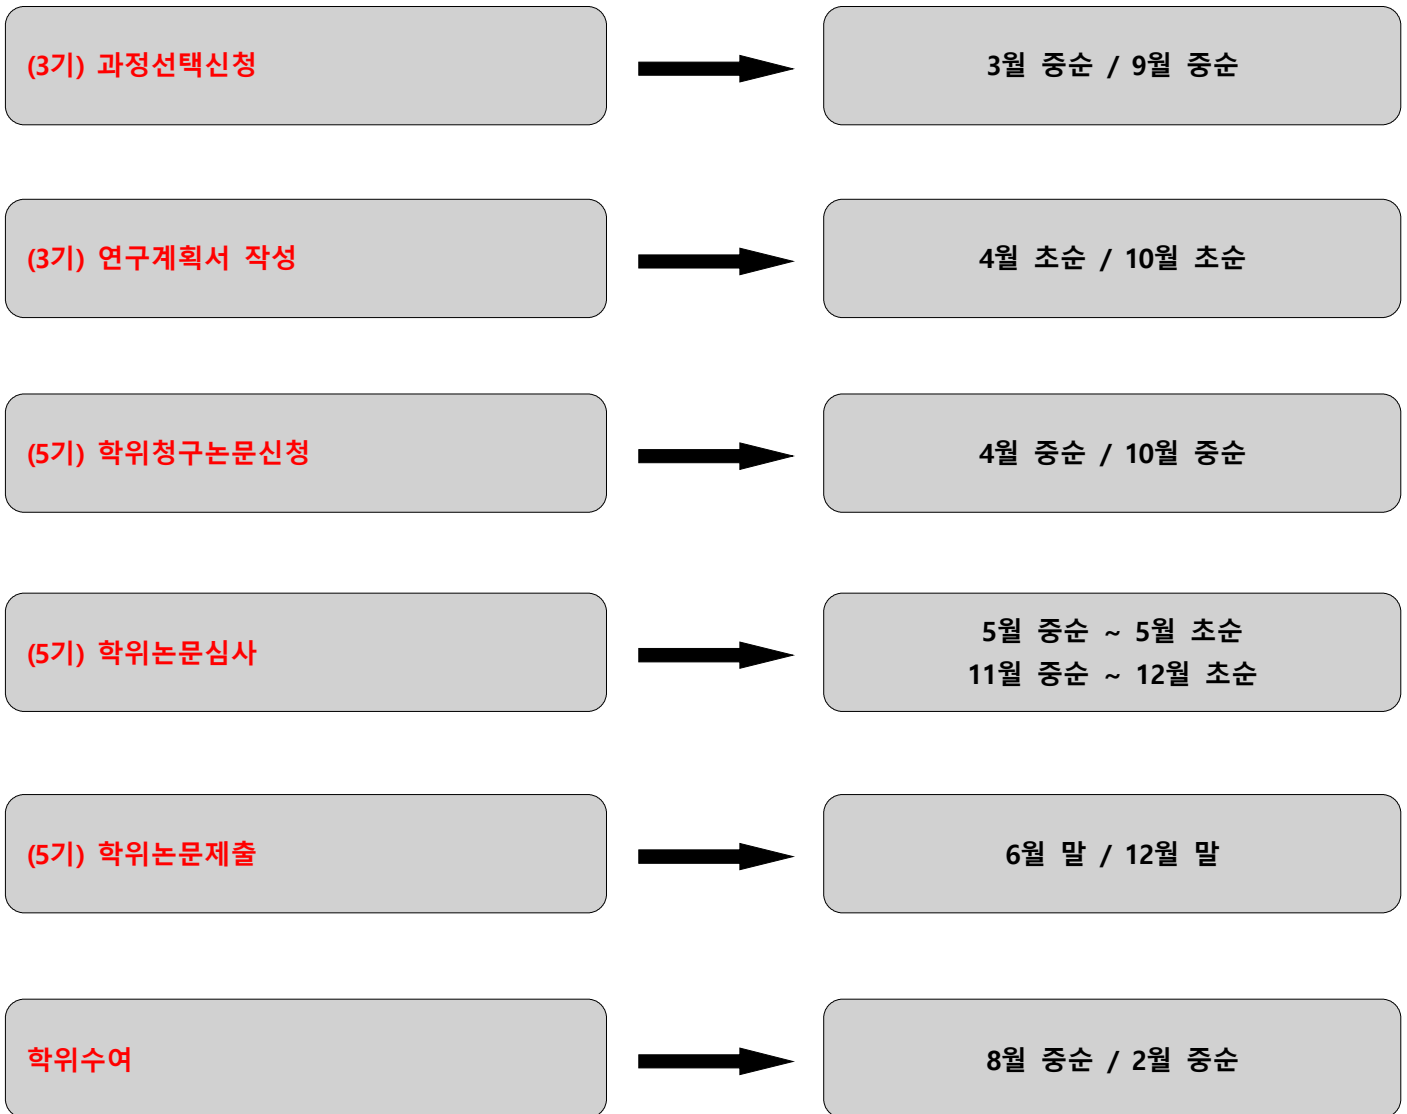 (3기) 과정선택신청
3월 중순 / 9월 중순
(3기) 연구계획서 작성
4월 초순 / 10월 초순
(5기) 학위청구논문신청
4월 중순 / 10월 중순
(5기) 학위논문심사
5월 중순 ~ 5월 초순
11월 중순 ~ 12월 초순
(5기) 학위논문제출
6월 말 / 12월 말
학위수여
8월 중순 / 2월 중순